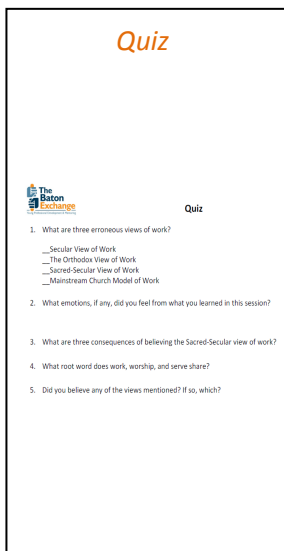 Quiz
The
Baton
Exchange
Quiz
1. What are three erroneous views of work?
__Secular View of Work
__The Orthodox View of Work
__Sacred-Secular View of Work
__Mainstream Church Model of Work
2. What emotions, if any, did you feel from what you learned in this session?
3. What are three consequences of believing the Sacred-Secular view of work?
4. What root word does work, worship, and serve share?
5. Did you believe any of the views mentioned? If so, which?